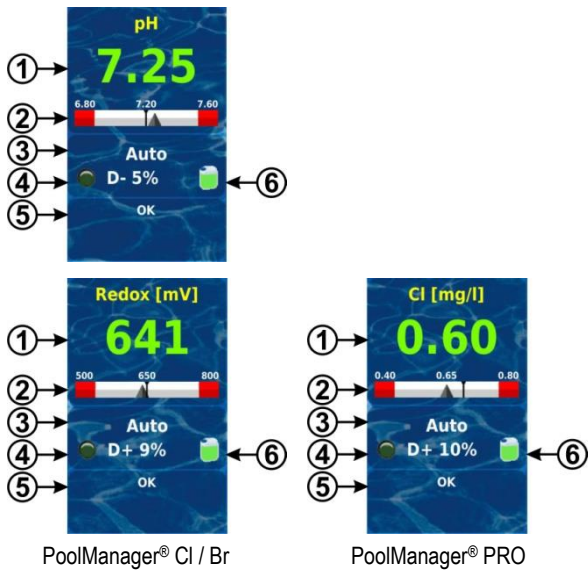 pH
① 7.25
6.80 7.20 7.60
②
③ Auto
④ D- 5% ⑥
⑤ OK
Redox [mV]
① 641
500 650 800
②
③ Auto
④ D+ 9% ⑥
⑤ OK
PoolManager® Cl / Br
Cl [mg/l]
① 0.60
0.40 0.65 0.80
②
③ Auto
④ D+ 10% ⑥
⑤ OK
PoolManager® PRO